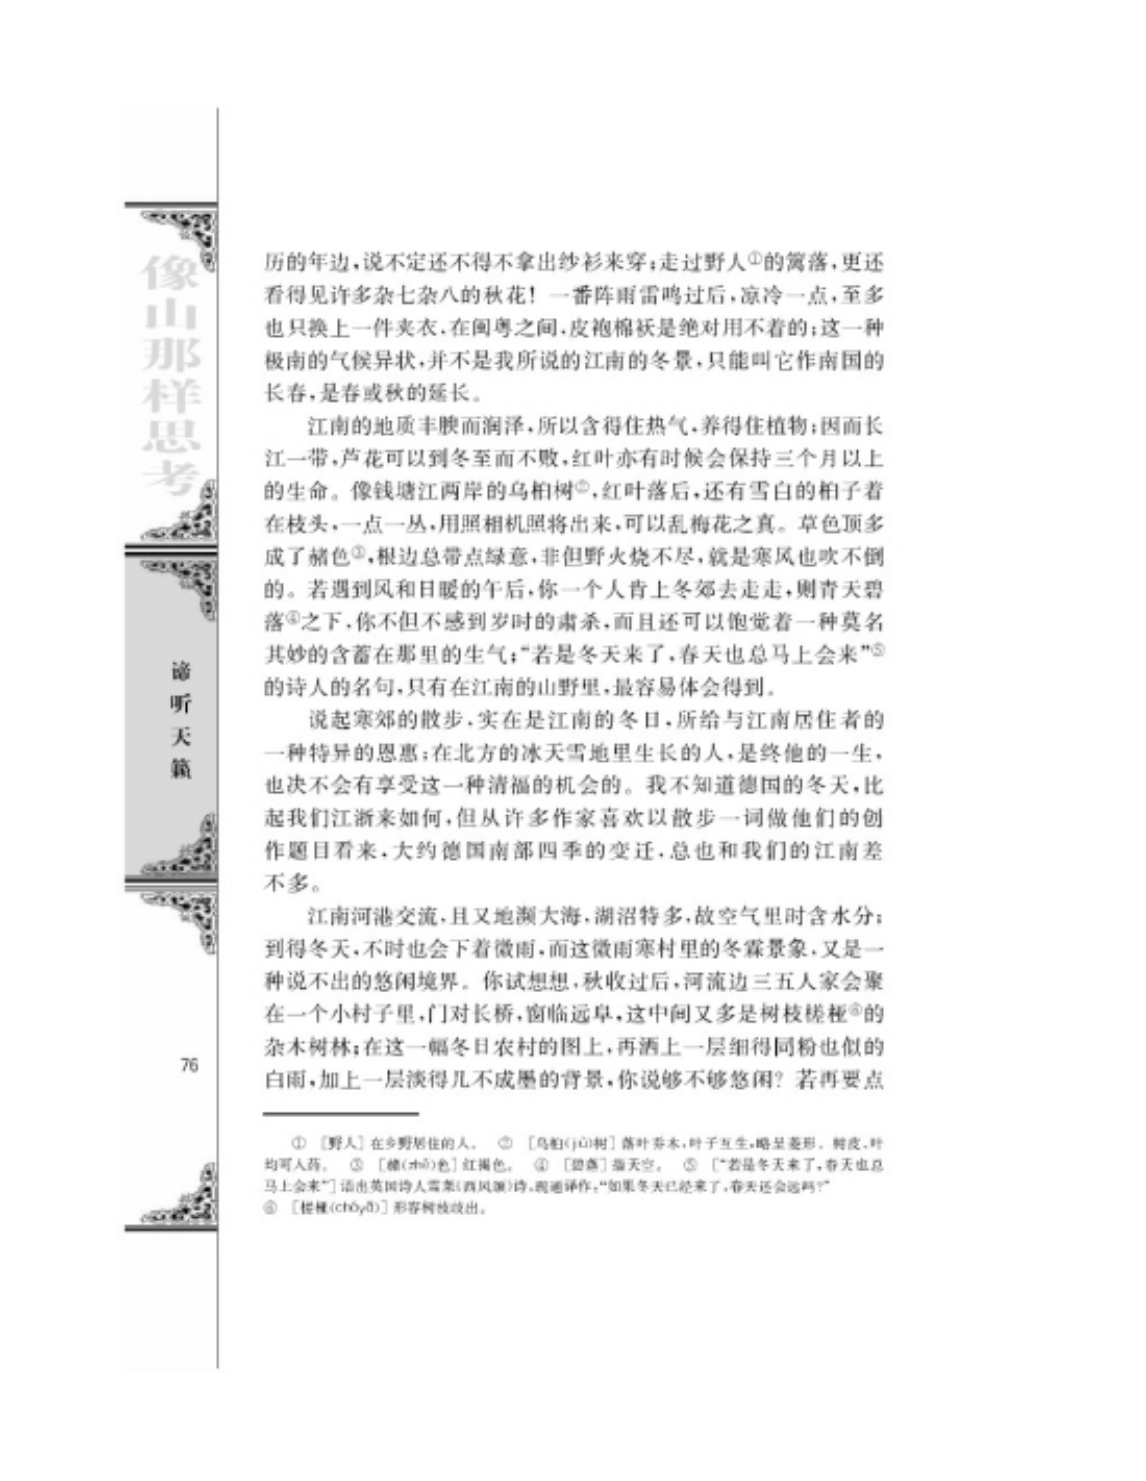 像山那样思考
谛听天籁
76
历的年边，说不定还不得不拿出纱衫来穿；走过野人①的篱落，更还
看得见许多杂七杂八的秋花！一番阵雨雷鸣过后，凉冷一点，至多
也只换上一件夹衣，在闽粤之间，皮袍棉袄是绝对用不着的；这一种
极南的气候异状，并不是我所说的江南的冬景，只能叫它作南国的
长春，是春或秋的延长。
江南的地质丰腴而润泽，所以含得住热气，养得住植物；因而长
江一带，芦花可以到冬至而不败，红叶亦有时候会保持三个月以上
的生命。像钱塘江两岸的乌桕树②，红叶落后，还有雪白的桕子着
在枝头，一点一丛，用照相机照将出来，可以乱梅花之真。草色顶多
成了赭色③，根边总带点绿意，非但野火烧不尽，就是寒风也吹不倒
的。若遇到风和日暖的午后，你一个人肯上冬郊去走走，则青天碧
落④之下，你不但不感到岁时的肃杀，而且还可以饱觉着一种莫名
其妙的含蓄在那里的生气；“若是冬天来了，春天也总马上会来”⑤
的诗人的名句，只有在江南的山野里，最容易体会得到。
说起寒郊的散步，实在是江南的冬日，所给与江南居住者的
一种特异的恩惠；在北方的冰天雪地里生长的人，是终他的一生，
也决不会有享受这一种清福的机会的。我不知道德国的冬天，比
起我们江浙来如何，但从许多作家喜欢以散步一词做他们的创
作题目看来，大约德国南部四季的变迁，总也和我们的江南差
不多。
江南河港交流，且又地濒大海，湖沼特多，故空气里时含水分；
到得冬天，不时也会下着微雨，而这微雨寒村里的冬霖景象，又是一
种说不出的悠闲境界。你试想想，秋收过后，河流边三五人家会聚
在一个小村子里，门对长桥，窗临远阜，这中间又多是树枝槎桠⑥的
杂木树林；在这一幅冬日农村的图上，再洒上一层细得同粉也似的
白雨，加上一层淡得几不成墨的背景，你说够不够悠闲？若再要点
① ［野人］在乡野居住的人。 ② ［乌桕(jiù)树］落叶乔木，叶子互生，略呈菱形。树皮、叶
均可入药。 ③ ［赭(zhě)色］红褐色。 ④ ［碧落］指天空。 ⑤ ［“若是冬天来了，春天也总
马上会来”］语出英国诗人雪莱《西风颂》诗，现通译作：“如果冬天已经来了，春天还会远吗？”
⑥ ［槎桠(cháyā)］形容树枝歧出。